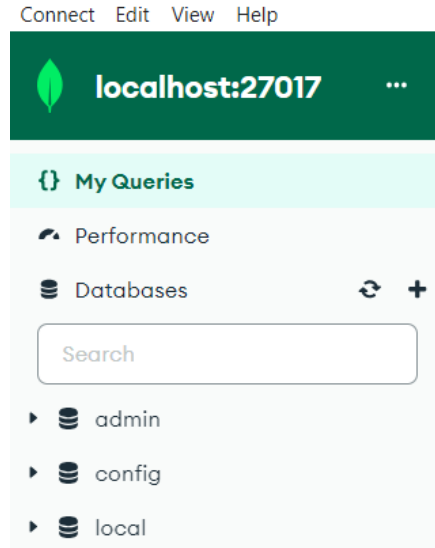 Connect Edit View Help
localhost:27017 ...
{} My Queries
Performance
Databases
Search
admin
config
local